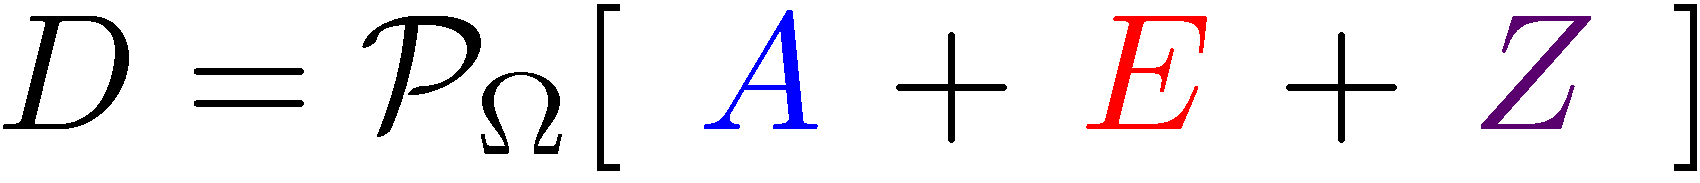 D = 𝒫_Ω[ A + E + Z ]